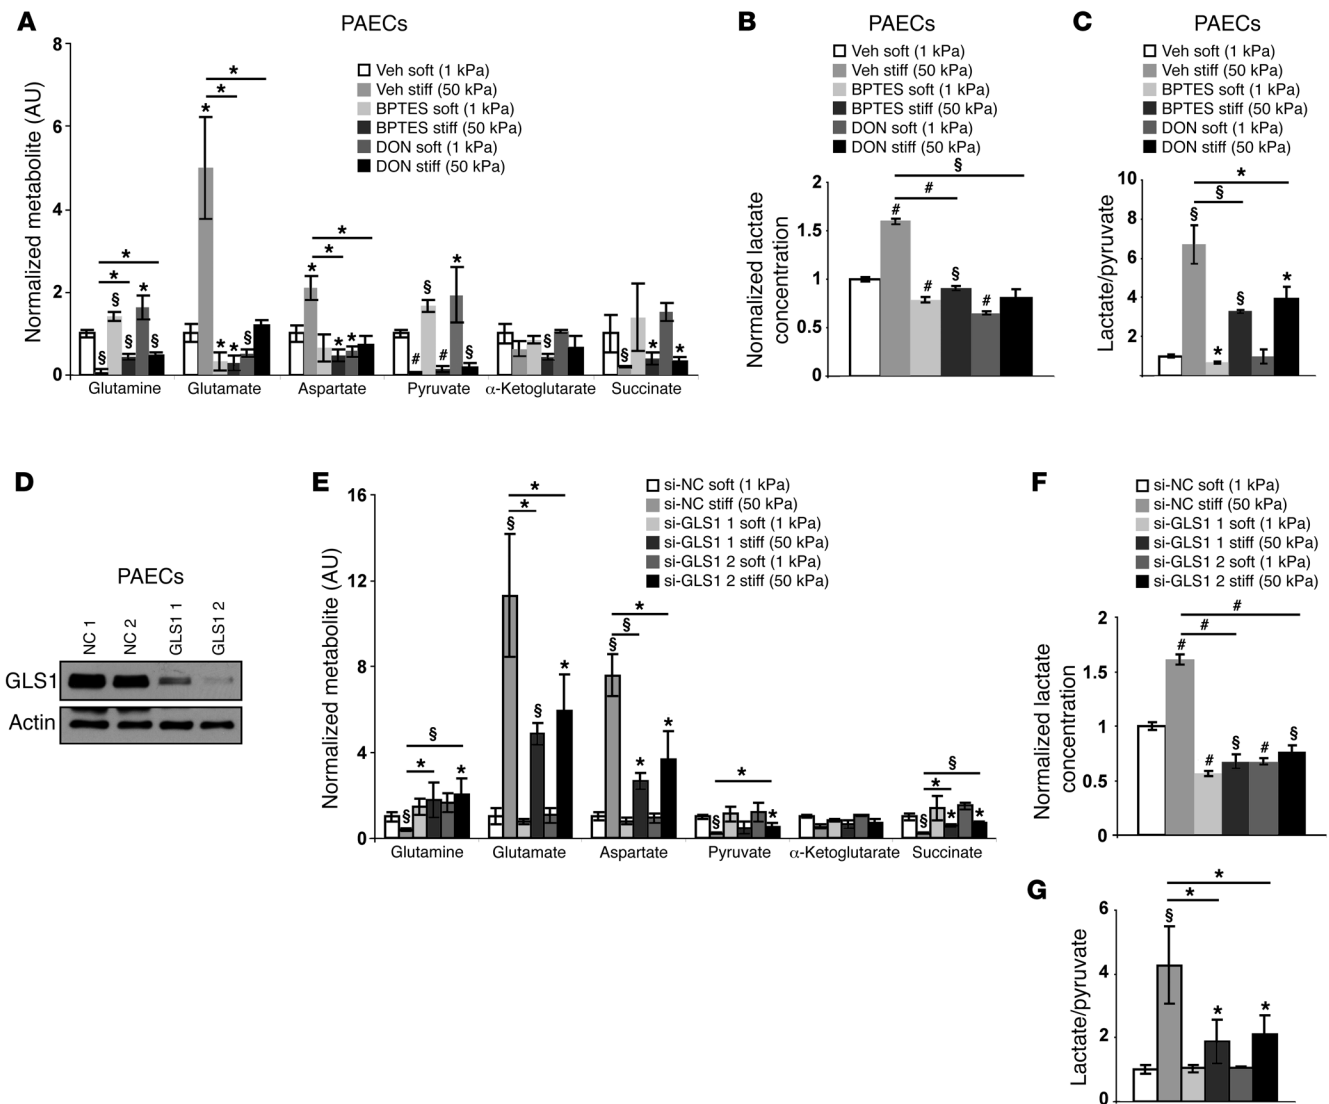 A
PAECs
Normalized metabolite (AU)
8
6
4
2
0
Veh soft (1 kPa)
Veh stiff (50 kPa)
BPTES soft (1 kPa)
BPTES stiff (50 kPa)
DON soft (1 kPa)
DON stiff (50 kPa)
* * *
* *
* * *
* * § § * § §
* * * § *
* * * * *
# § # * §
§
§ * *
Glutamine Glutamate Aspartate Pyruvate α-Ketoglutarate Succinate
B
PAECs
Veh soft (1 kPa)
Veh stiff (50 kPa)
BPTES soft (1 kPa)
BPTES stiff (50 kPa)
DON soft (1 kPa)
DON stiff (50 kPa)
Normalized lactate
concentration
2
1.5
1
0.5
0
§
#
# # § #
C
PAECs
Veh soft (1 kPa)
Veh stiff (50 kPa)
BPTES soft (1 kPa)
BPTES stiff (50 kPa)
DON soft (1 kPa)
DON stiff (50 kPa)
Lactate/pyruvate
10
8
6
4
2
*
§
§ * § *
D
PAECs
NC 1
NC 2
GLS1 1
GLS1 2
GLS1
Actin
E
Normalized metabolite (AU)
16
12
8
4
0
si-NC soft (1 kPa)
si-NC stiff (50 kPa)
si-GLS1 1 soft (1 kPa)
si-GLS1 1 stiff (50 kPa)
si-GLS1 2 soft (1 kPa)
si-GLS1 2 stiff (50 kPa)
§
*
§ *
*
*
§ § *
*
§
§ * *
*
§ *
§
*
§ * *
Glutamine Glutamate Aspartate Pyruvate α-Ketoglutarate Succinate
F
si-NC soft (1 kPa)
si-NC stiff (50 kPa)
si-GLS1 1 soft (1 kPa)
si-GLS1 1 stiff (50 kPa)
si-GLS1 2 soft (1 kPa)
si-GLS1 2 stiff (50 kPa)
Normalized lactate
concentration
2
1.5
1
0.5
0
#
#
# # § # §
G
Lactate/pyruvate
6
4
2
0
*
*
§ * *